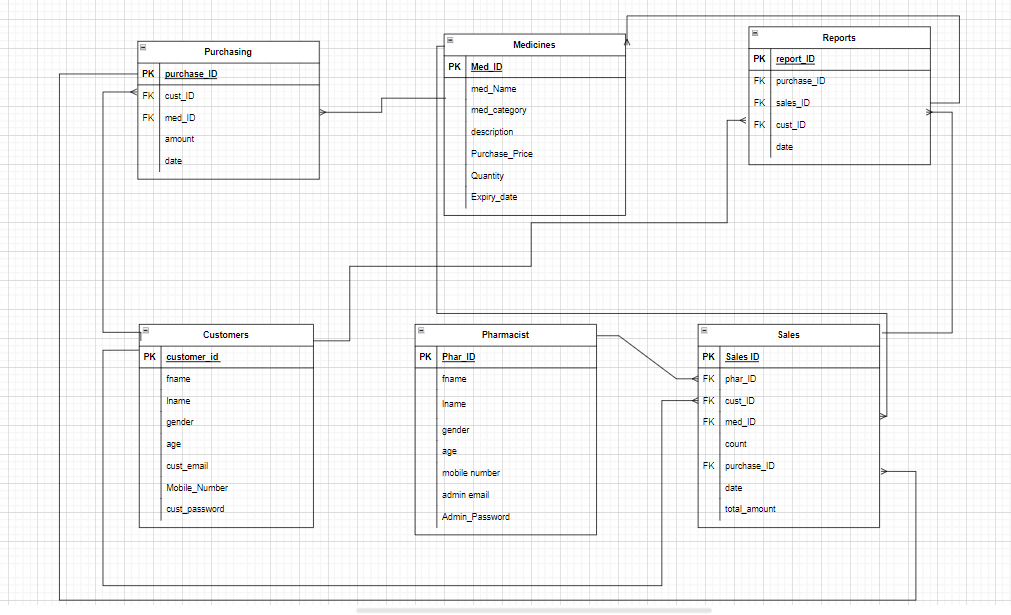 Purchasing
PK purchase_ID
FK cust_ID
FK med_ID
amount
date
Medicines
PK Med_ID
med_Name
med_category
description
Purchase_Price
Quantity
Expiry_date
Reports
PK report_ID
FK purchase_ID
FK sales_ID
FK cust_ID
date
Customers
PK customer_id
fname
lname
gender
age
cust_email
Mobile_Number
cust_password
Pharmacist
PK Phar_ID
fname
lname
gender
age
mobile number
admin email
Admin_Password
Sales
PK Sales ID
FK phar_ID
FK cust_ID
FK med_ID
count
FK purchase_ID
date
total_amount